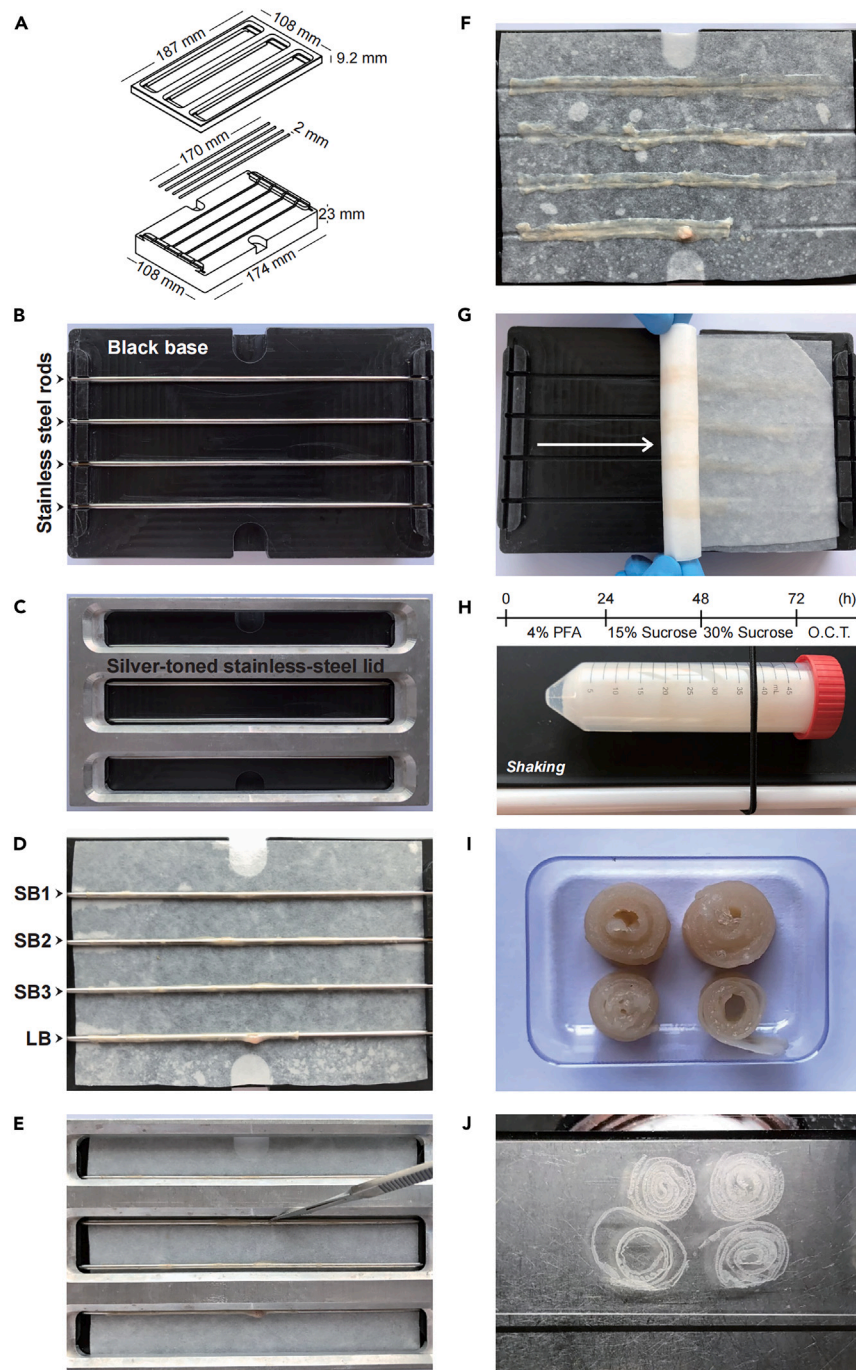 A
187 mm
108 mm
9.2 mm
170 mm
2 mm
23 mm
108 mm
174 mm
B
Black base
Stainless steel rods
C
Silver-toned stainless-steel lid
D
SB1
SB2
SB3
LB
E
F
G
H
0 24 48 72 (h)
4% PFA 15% Sucrose 30% Sucrose O.C.T.
5 10 15 20 25 30 35 40 45
mL
Shaking
I
J